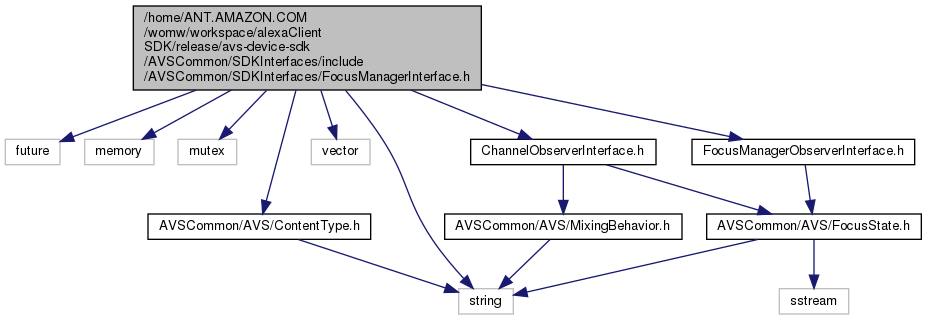 /home/ANT.AMAZON.COM
/womw/workspace/alexaClient
SDK/release/avs-device-sdk
/AVSCommon/SDKInterfaces/include
/AVSCommon/SDKInterfaces/FocusManagerInterface.h
future
memory
mutex
vector
ChannelObserverInterface.h
FocusManagerObserverInterface.h
AVSCommon/AVS/ContentType.h
AVSCommon/AVS/MixingBehavior.h
AVSCommon/AVS/FocusState.h
string
sstream